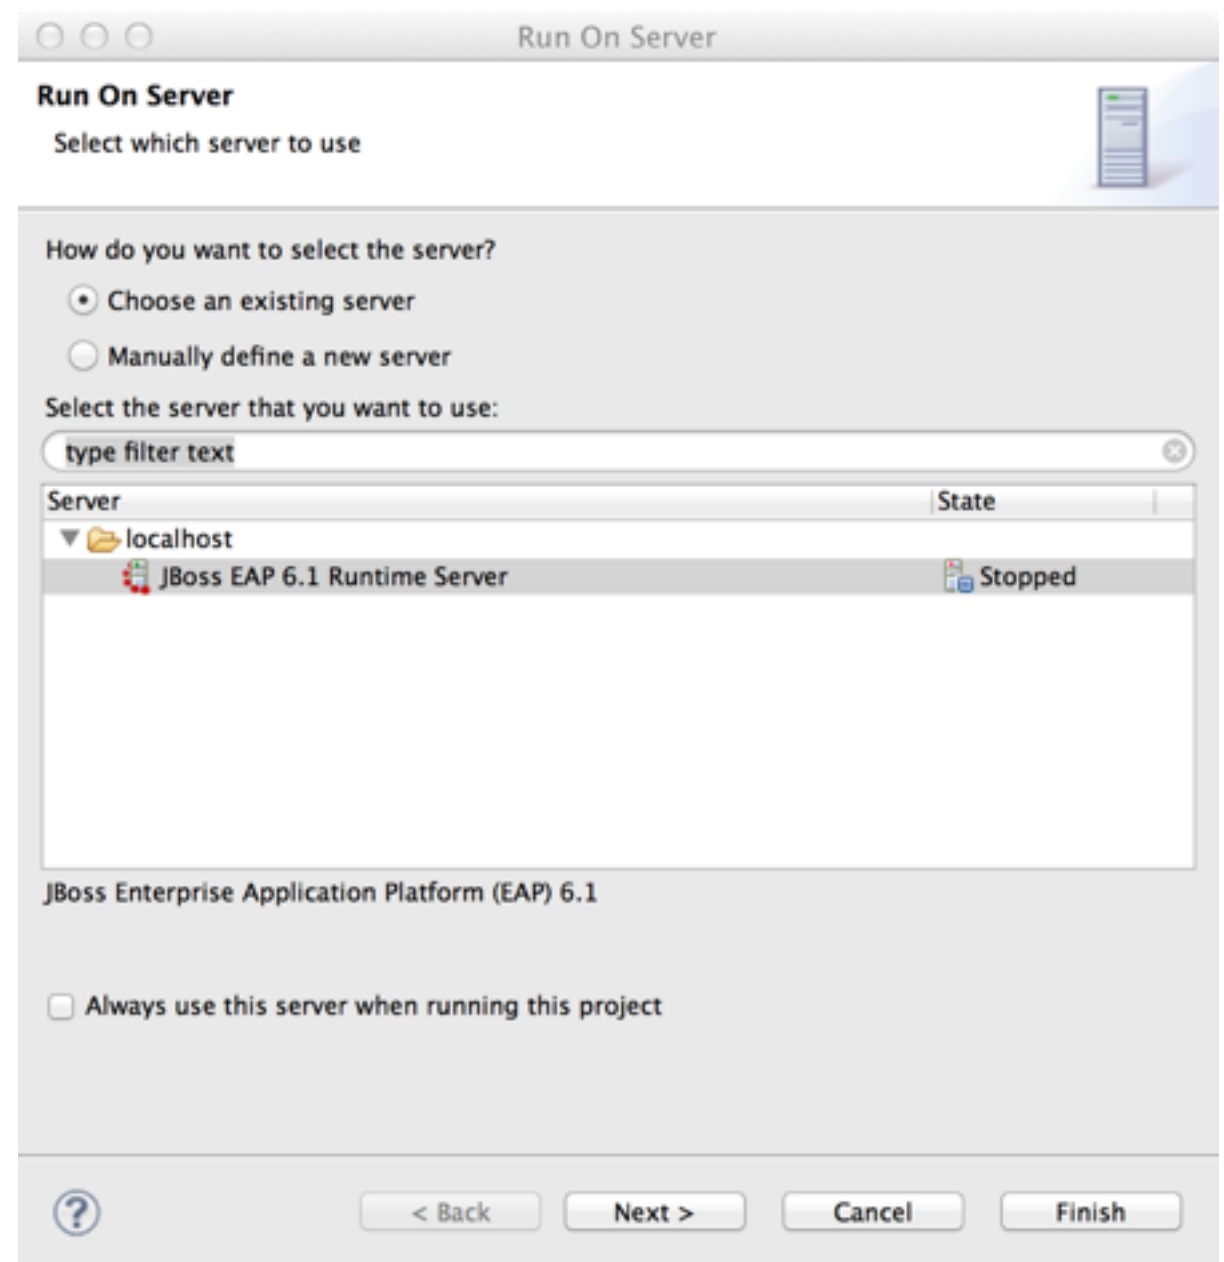 Run On Server
Run On Server
Select which server to use
How do you want to select the server?
Choose an existing server
Manually define a new server
Select the server that you want to use:
type filter text
Server State
localhost
JBoss EAP 6.1 Runtime Server Stopped
JBoss Enterprise Application Platform (EAP) 6.1
Always use this server when running this project
? < Back Next > Cancel Finish